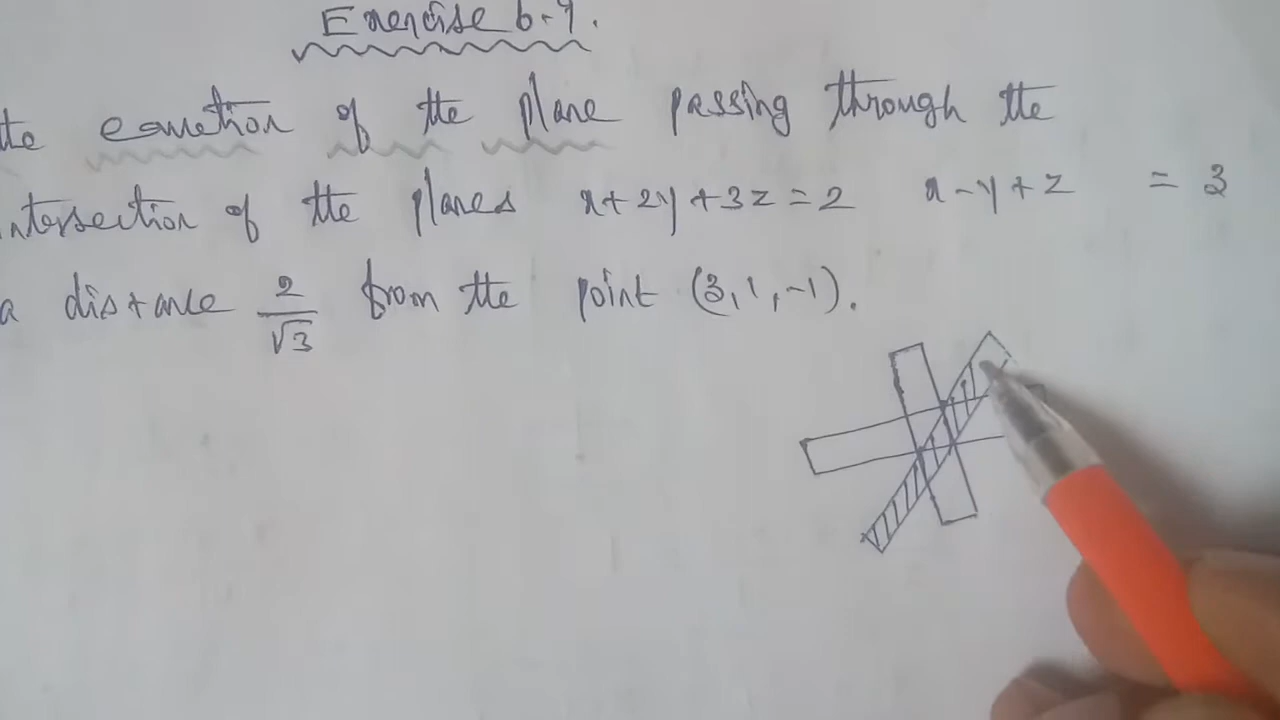 Exercise 6.9.
the equation of the plane passing through the
intersection of the planes x+2y+3z=2 x-y+z = 3
a distance 2/√3 from the point (3,1,-1).